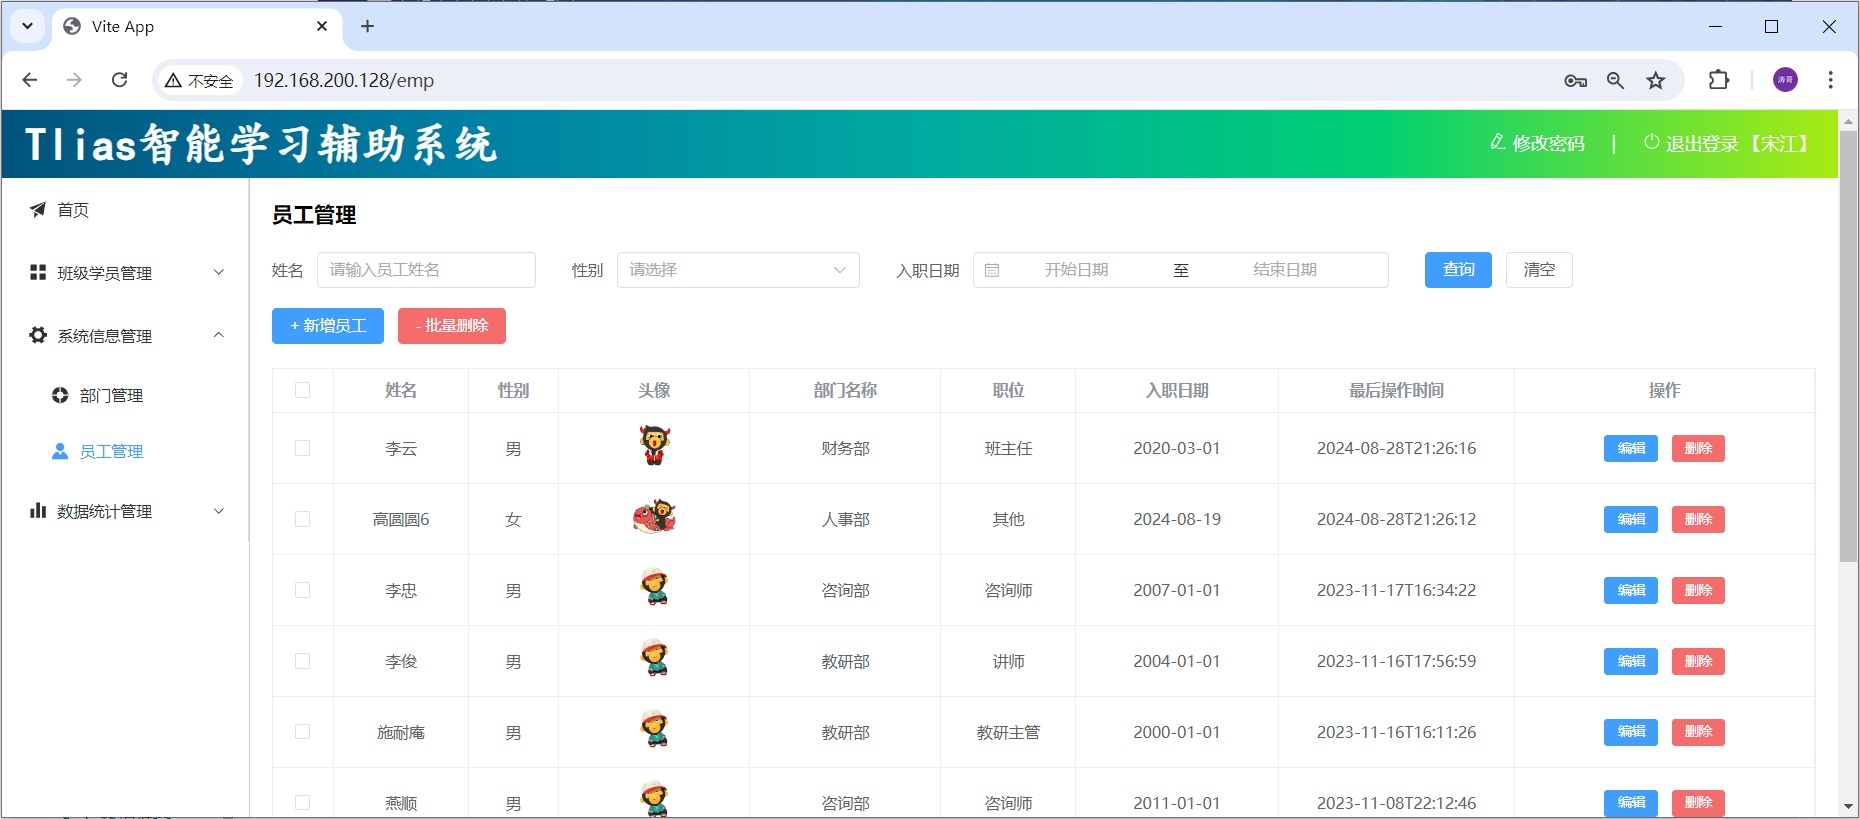 Vite App
不安全 192.168.200.128/emp
涛哥
Tlias智能学习辅助系统
修改密码 | 退出登录 【宋江】
首页
班级学员管理
系统信息管理
部门管理
员工管理
数据统计管理
员工管理
姓名 请输入员工姓名 性别 请选择 入职日期 开始日期 至 结束日期 查询 清空
+ 新增员工 - 批量删除
姓名 性别 头像 部门名称 职位 入职日期 最后操作时间 操作
李云 男 财务部 班主任 2020-03-01 2024-08-28T21:26:16 编辑 删除
高圆圆6 女 人事部 其他 2024-08-19 2024-08-28T21:26:12 编辑 删除
李忠 男 咨询部 咨询师 2007-01-01 2023-11-17T16:34:22 编辑 删除
李俊 男 教研部 讲师 2004-01-01 2023-11-16T17:56:59 编辑 删除
施耐庵 男 教研部 教研主管 2000-01-01 2023-11-16T16:11:26 编辑 删除
燕顺 男 咨询部 咨询师 2011-01-01 2023-11-08T22:12:46 编辑 删除